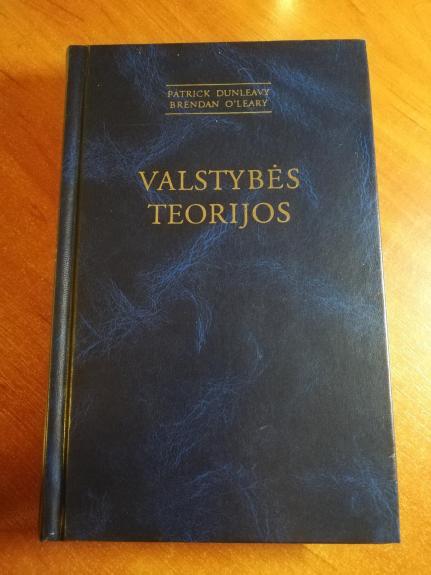 PATRICK DUNLEAVY
BRENDAN O'LEARY
VALSTYBĖS
TEORIJOS